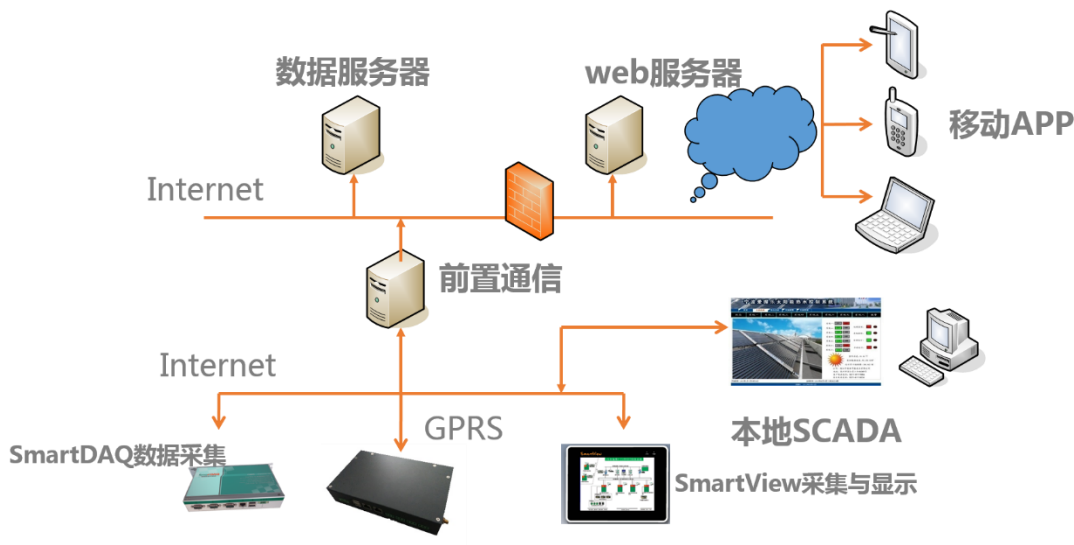 数据服务器
web服务器
移动APP
Internet
前置通信
Internet
GPRS
本地SCADA
SmartDAQ数据采集
SmartView
SmartView采集与显示